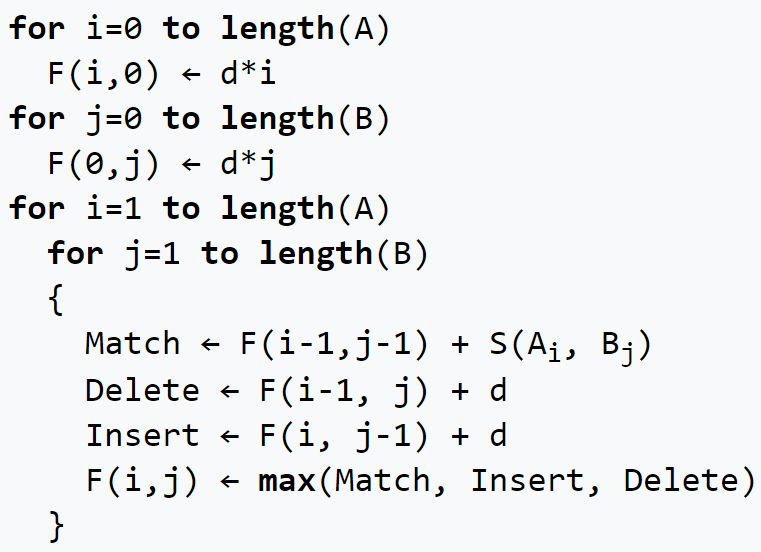 for i=0 to length(A)
F(i,0) ← d*i
for j=0 to length(B)
F(0,j) ← d*j
for i=1 to length(A)
for j=1 to length(B)
{
Match ← F(i-1,j-1) + S(Aᵢ, Bⱼ)
Delete ← F(i-1, j) + d
Insert ← F(i, j-1) + d
F(i,j) ← max(Match, Insert, Delete)
}